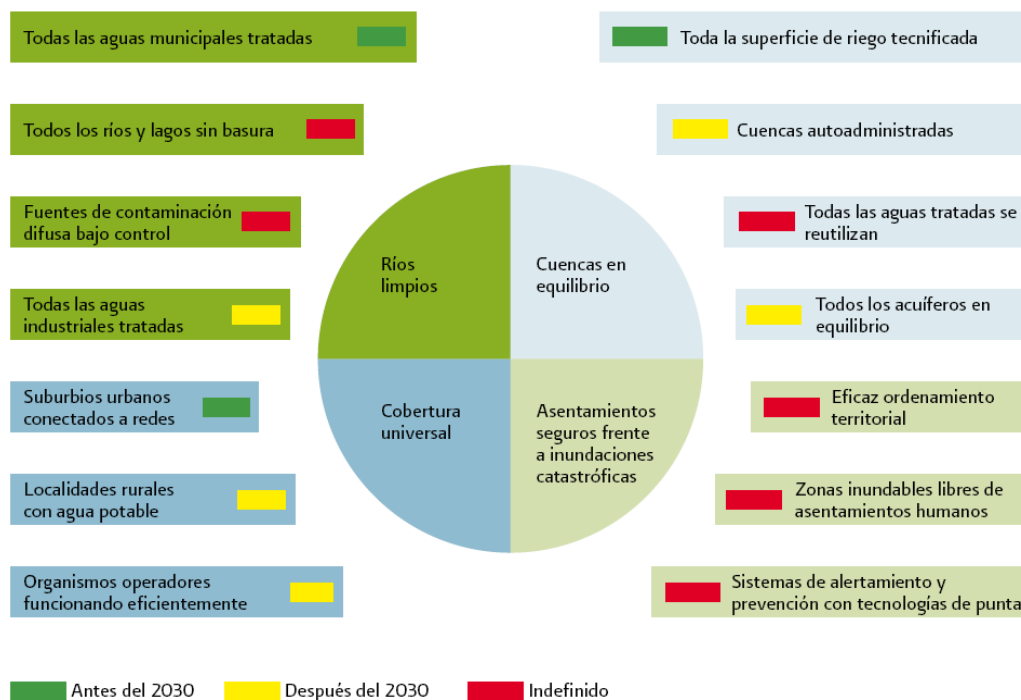 Todas las aguas municipales tratadas
Toda la superficie de riego tecnificada
Todos los ríos y lagos sin basura
Cuencas autoadministradas
Fuentes de contaminación
difusa bajo control
Todas las aguas tratadas se
reutilizan
Ríos
limpios
Cuencas en
equilibrio
Todas las aguas
industriales tratadas
Todos los acuíferos en
equilibrio
Suburbios urbanos
conectados a redes
Cobertura
universal
Asentamientos
seguros frente
a inundaciones
catastróficas
Eficaz ordenamiento
territorial
Localidades rurales
con agua potable
Zonas inundables libres de
asentamientos humanos
Organismos operadores
funcionando eficientemente
Sistemas de alertamiento y
prevención con tecnologías de punta
Antes del 2030
Después del 2030
Indefinido